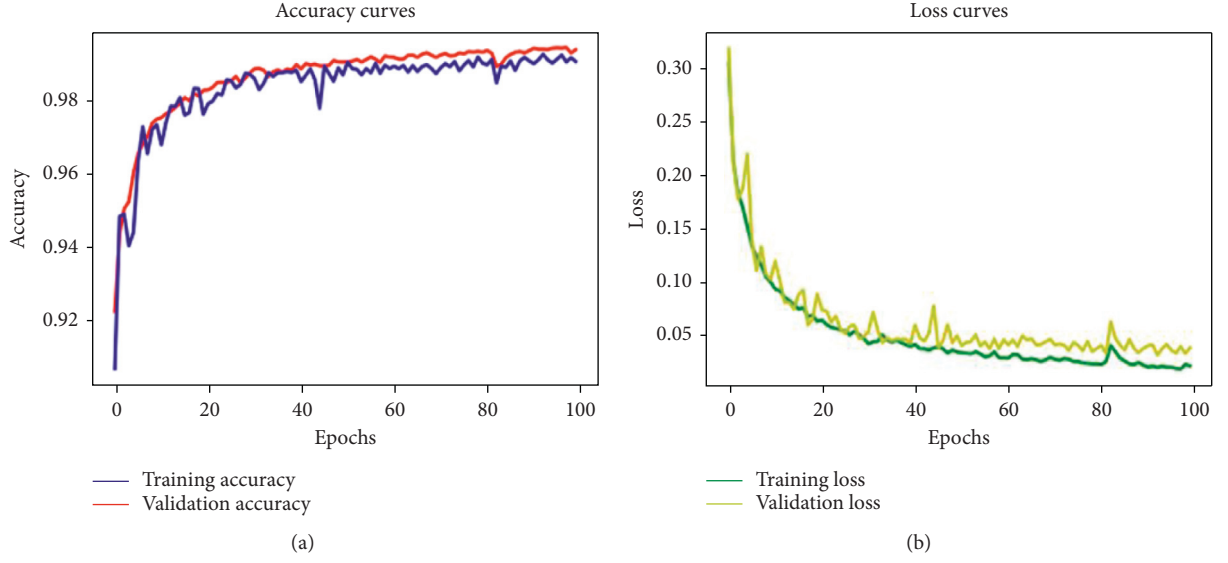 Accuracy curves
0.98
0.96
0.94
0.92
Accuracy
0 20 40 60 80 100
Epochs
Training accuracy
Validation accuracy
(a)
Loss curves
0.30
0.25
0.20
0.15
0.10
0.05
Loss
0 20 40 60 80 100
Epochs
Training loss
Validation loss
(b)